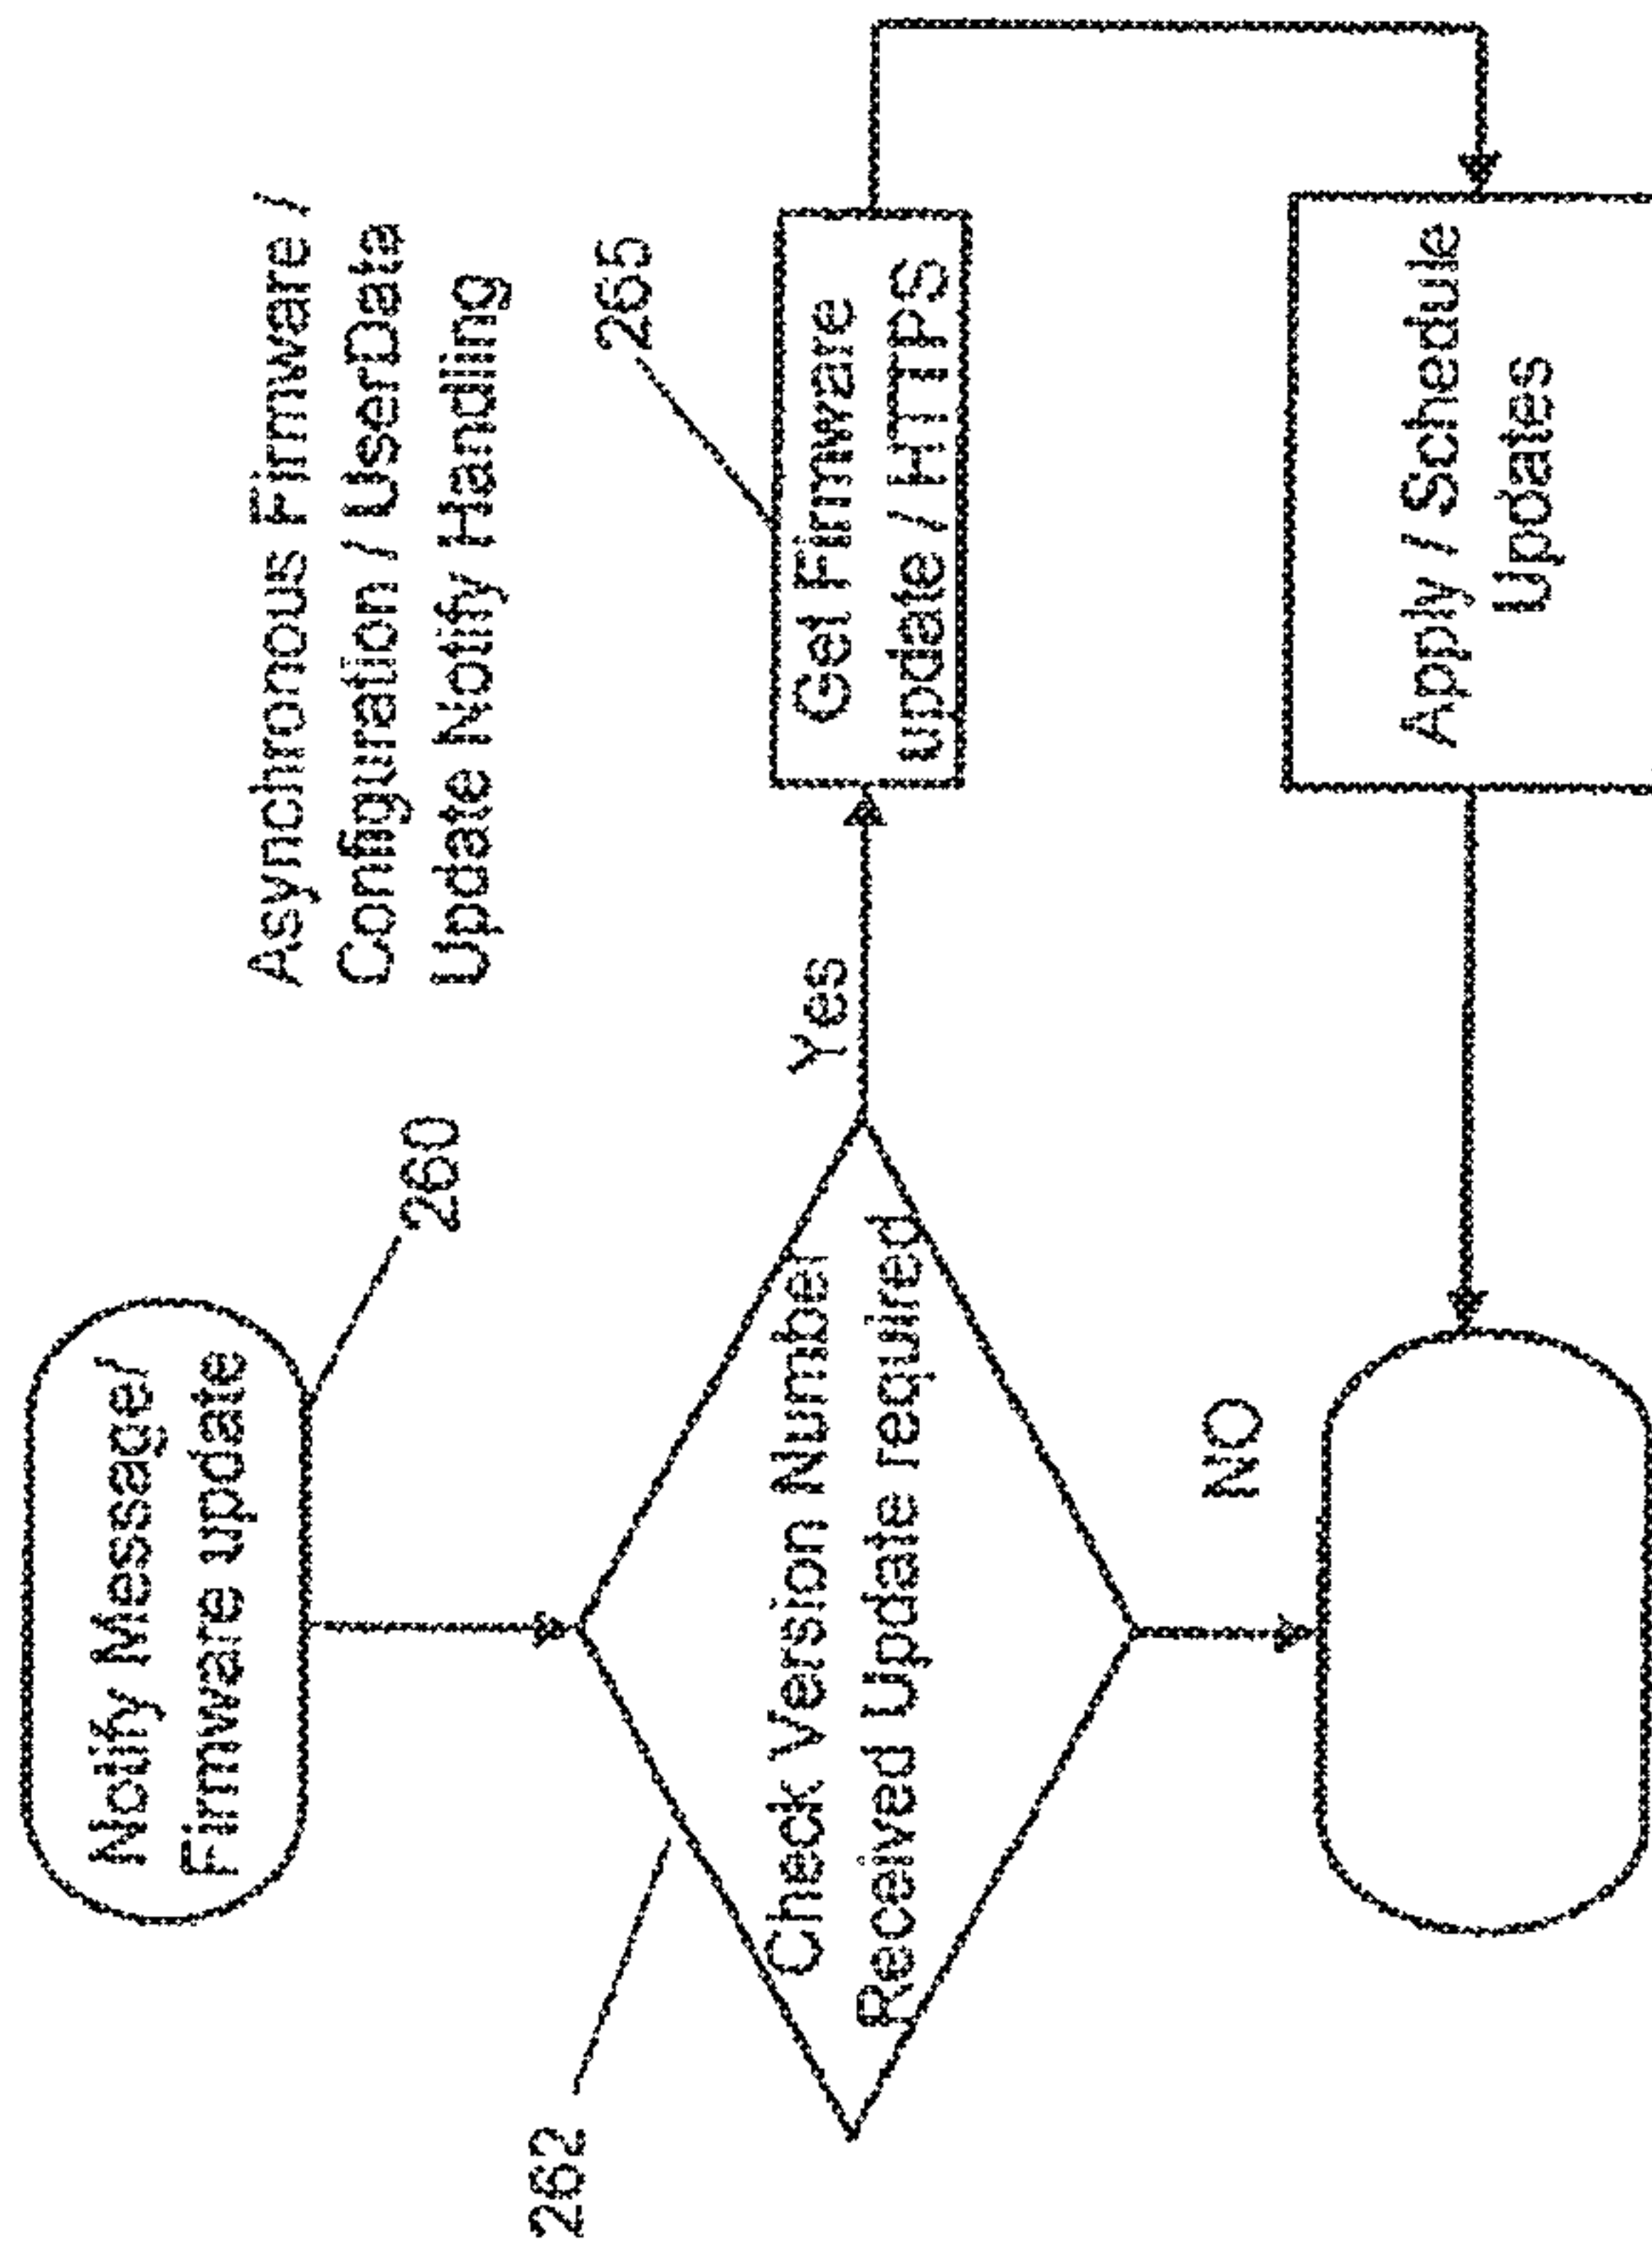 Asynchronous Firmware /
Configuration / UserData
Update Notify Handling
Notify Message/
Firmware update
260
262
Check Version Number
Received Update required
Yes
265
Get Firmware
update / HTTPS
NO
Apply / Schedule
Updates